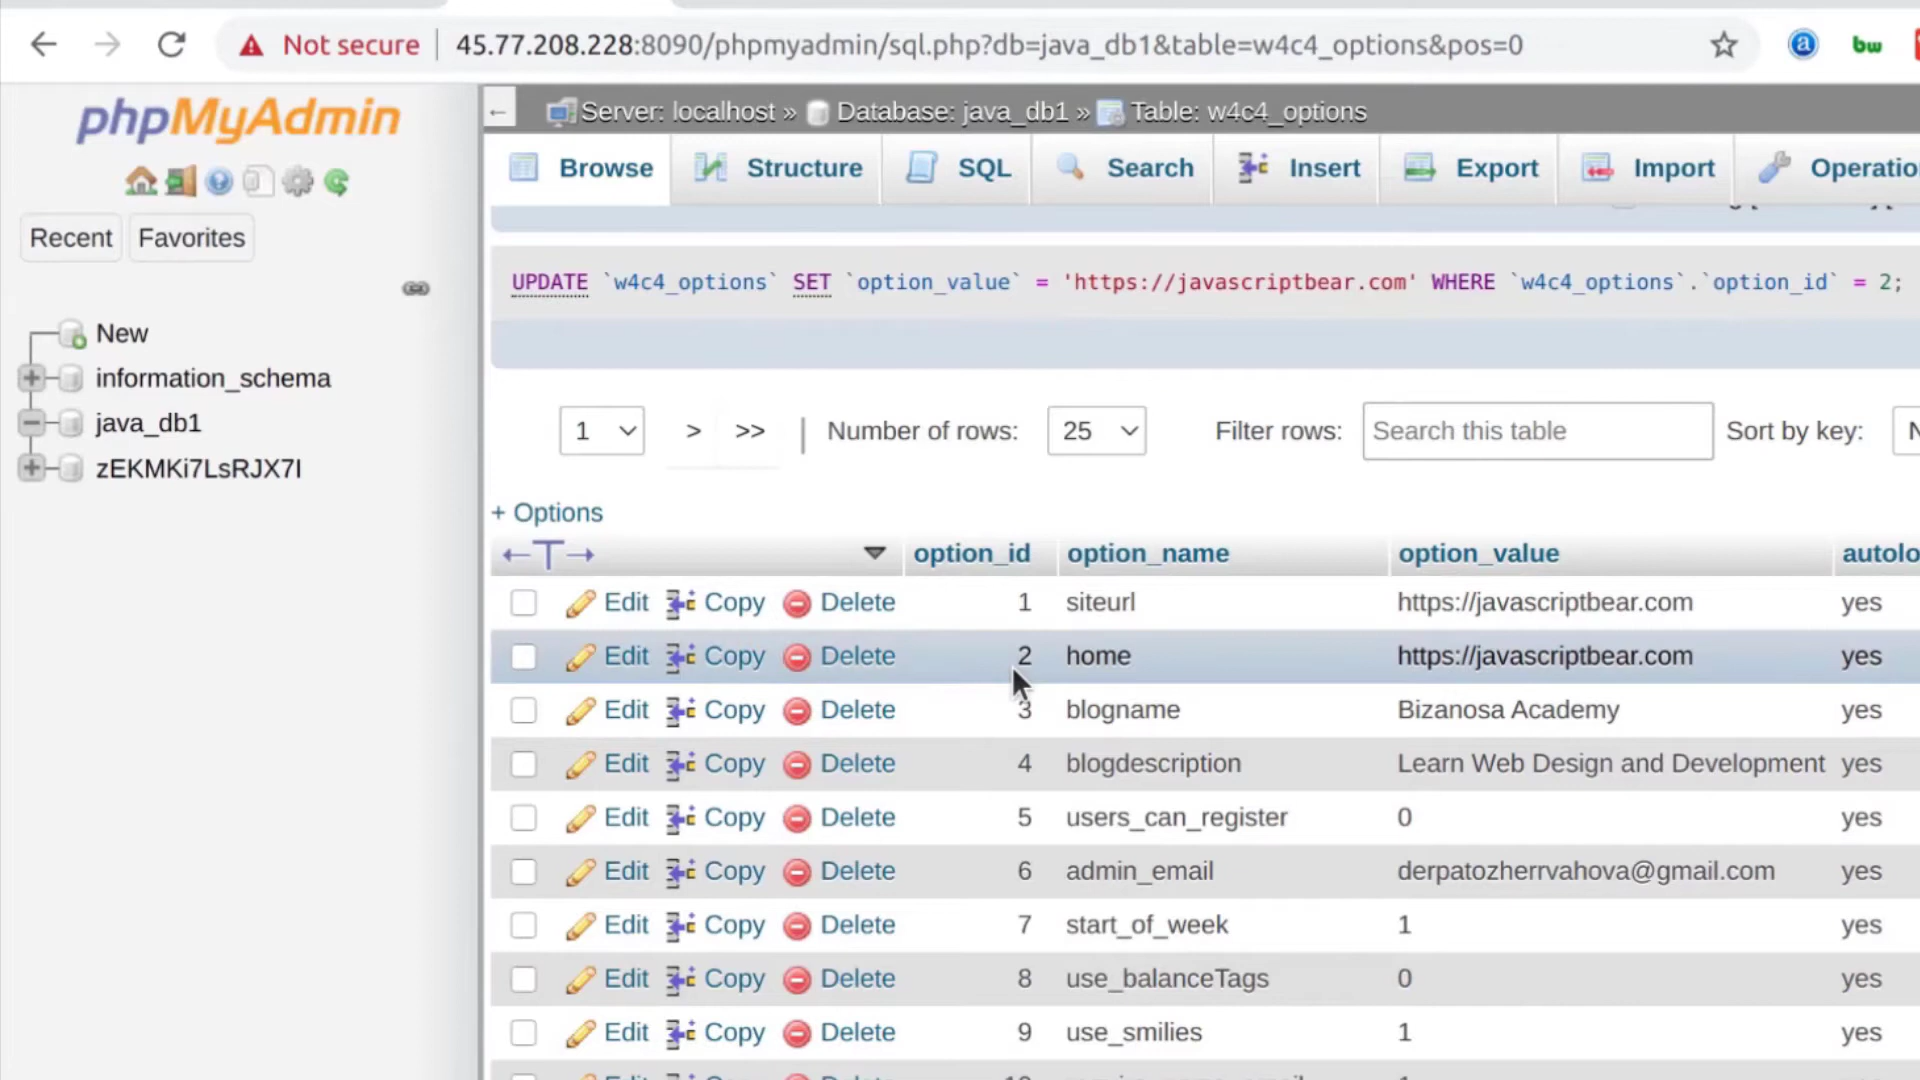 Not secure 45.77.208.228:8090/phpmyadmin/sql.php?db=java_db1&table=w4c4_options&pos=0 a bw
phpMyAdmin
Recent Favorites
New
information_schema
java_db1
zEKMKi7LsRJX7I
Server: localhost » Database: java_db1 » Table: w4c4_options
Browse Structure SQL Search Insert Export Import Operatio
UPDATE `w4c4_options` SET `option_value` = 'https://javascriptbear.com' WHERE `w4c4_options`.`option_id` = 2;
1 > >> | Number of rows: 25 Filter rows: Search this table Sort by key: N
+ Options
←T→ option_id option_name option_value autolo
Edit Copy Delete 1 siteurl https://javascriptbear.com yes
Edit Copy Delete 2 home https://javascriptbear.com yes
Edit Copy Delete 3 blogname Bizanosa Academy yes
Edit Copy Delete 4 blogdescription Learn Web Design and Development yes
Edit Copy Delete 5 users_can_register 0 yes
Edit Copy Delete 6 admin_email derpatozherrvahova@gmail.com yes
Edit Copy Delete 7 start_of_week 1 yes
Edit Copy Delete 8 use_balanceTags 0 yes
Edit Copy Delete 9 use_smilies 1 yes